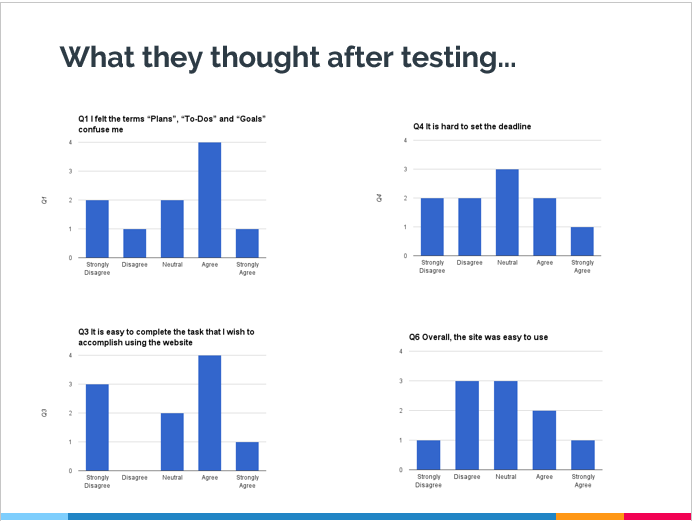 What they thought after testing...
Q1 I felt the terms “Plans”, “To-Dos” and “Goals”
confuse me
4
3
2
1
0
Q1
Strongly Disagree
Disagree
Neutral
Agree
Strongly Agree
Q4 It is hard to set the deadline
4
3
2
1
0
Q4
Strongly Disagree
Disagree
Neutral
Agree
Strongly Agree
Q3 It is easy to complete the task that I wish to
accomplish using the website
4
3
2
1
0
Q3
Strongly Disagree
Disagree
Neutral
Agree
Strongly Agree
Q6 Overall, the site was easy to use
4
3
2
1
0
Strongly Disagree
Disagree
Neutral
Agree
Strongly Agree